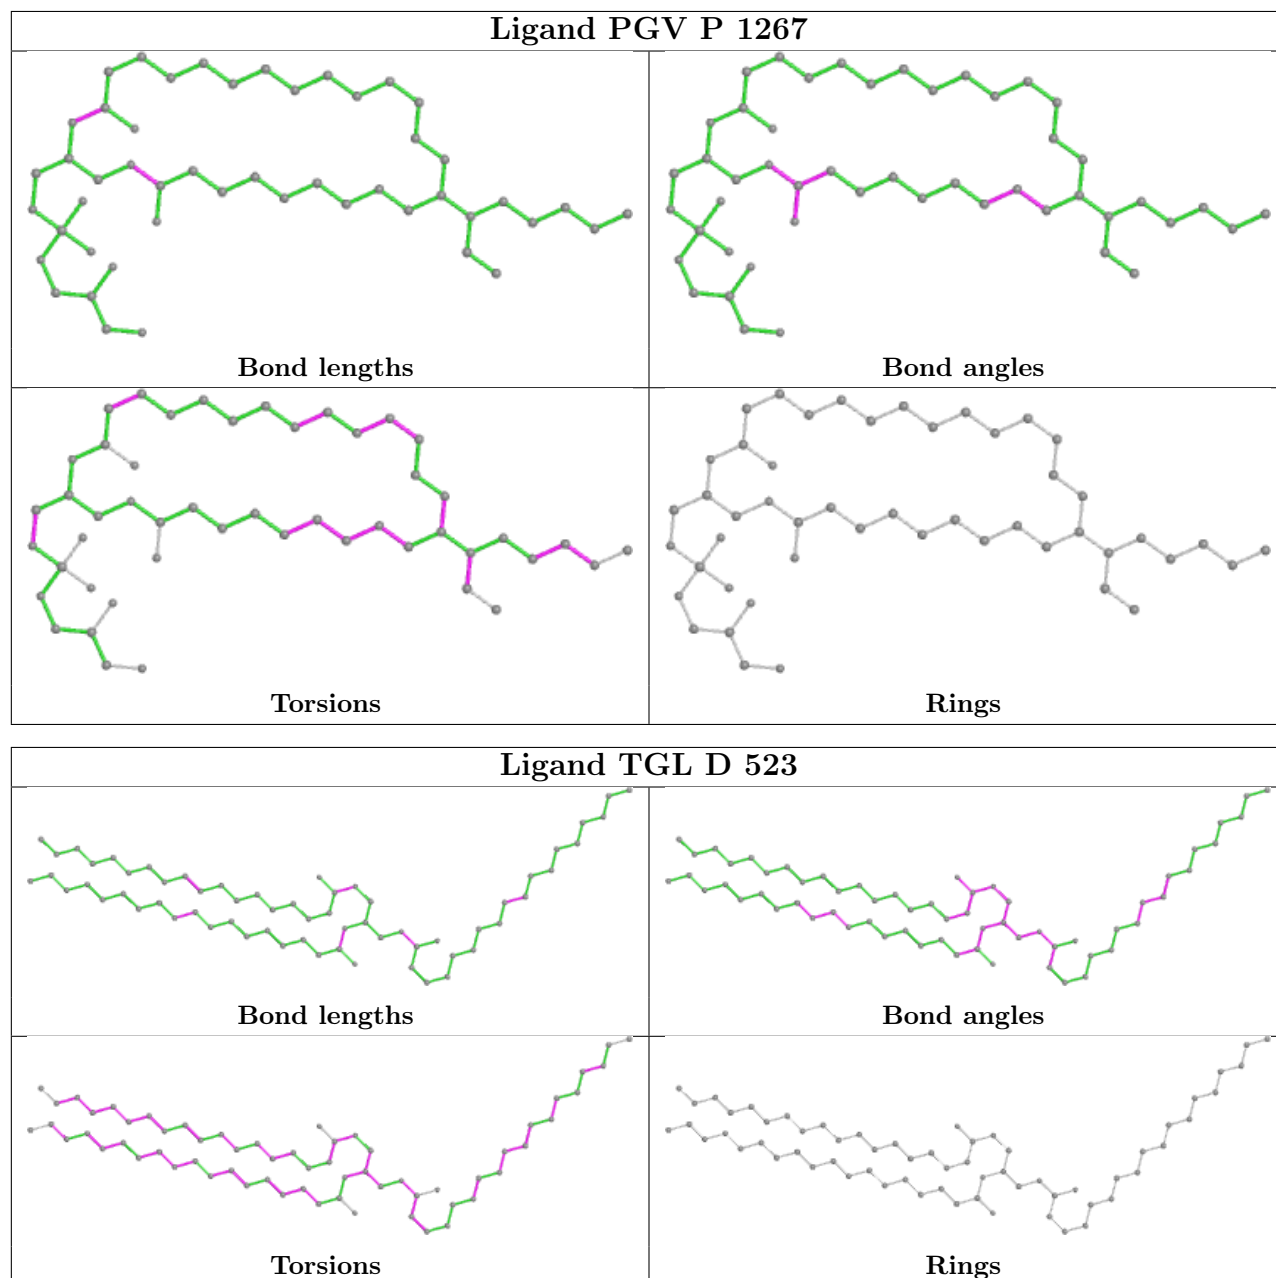 Ligand PGV P 1267
Bond lengths
Bond angles
Torsions
Rings
Ligand TGL D 523
Bond lengths
Bond angles
Torsions
Rings